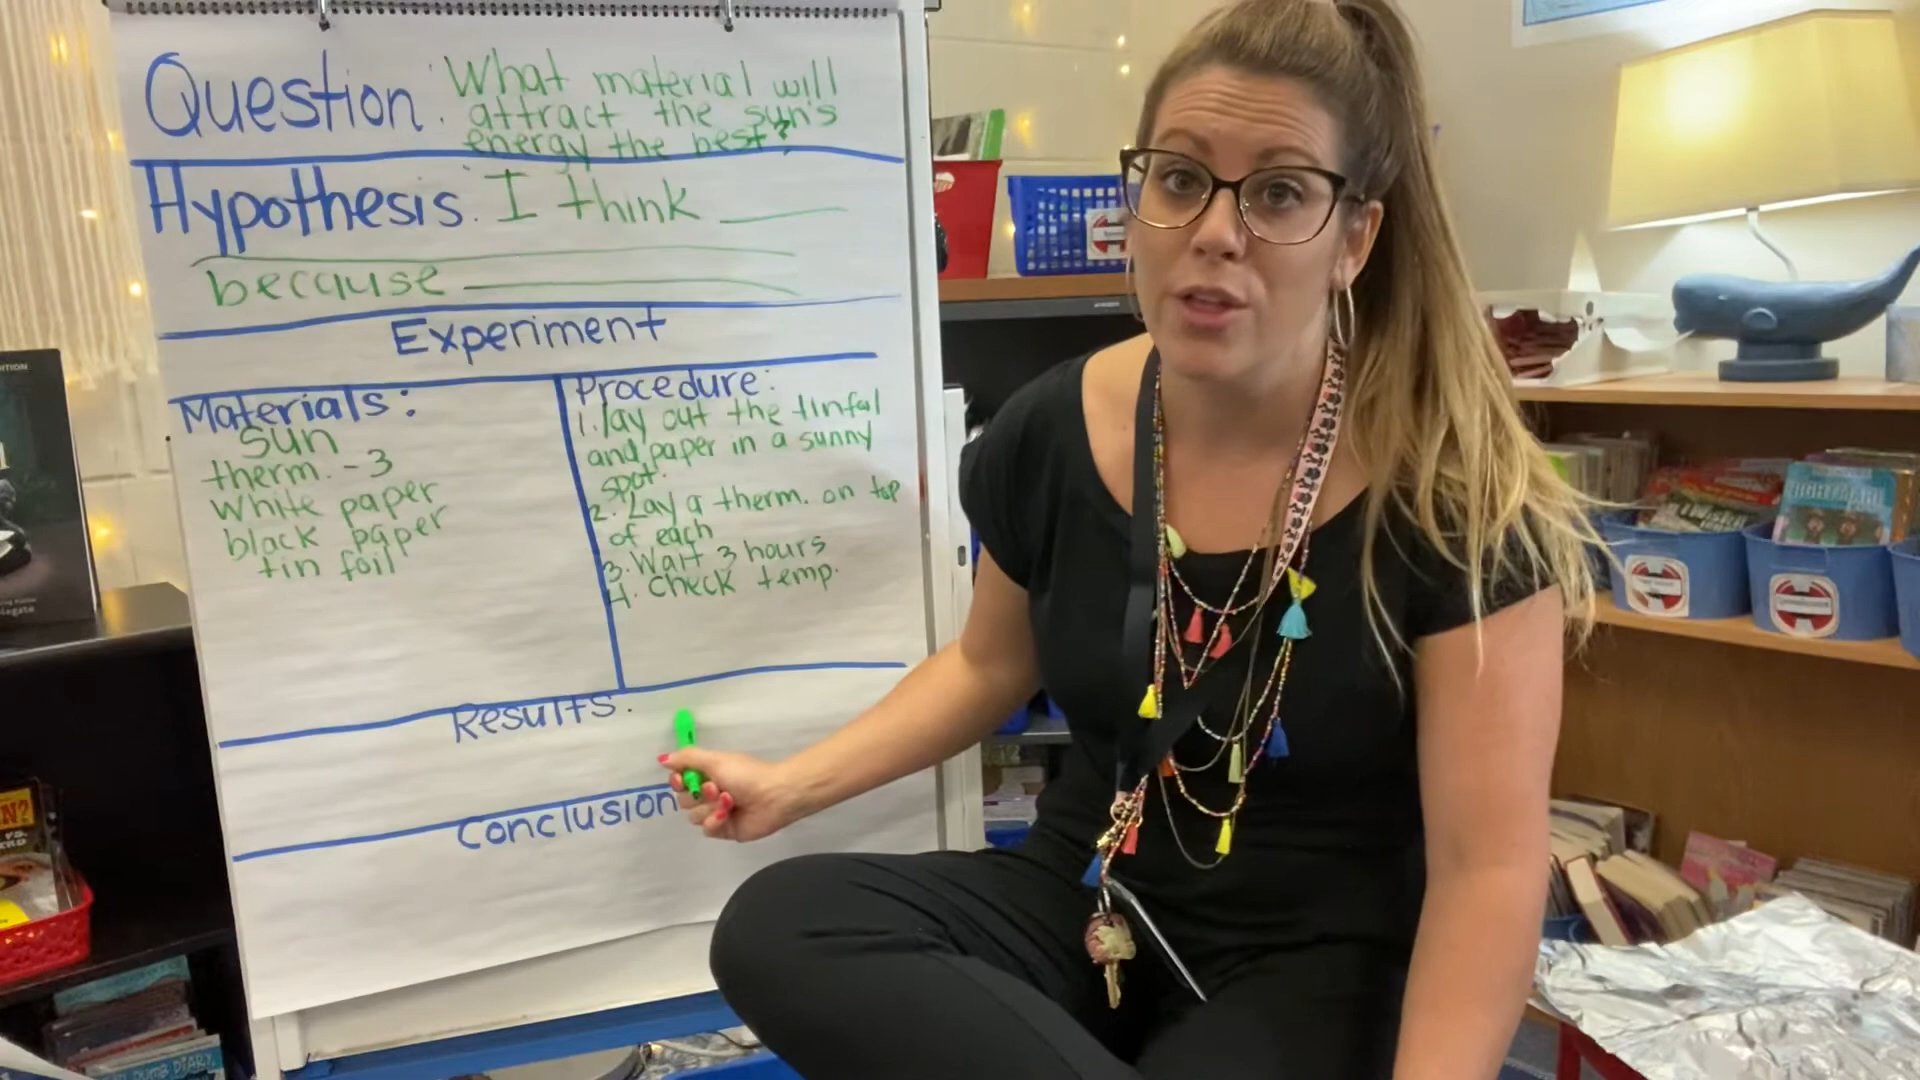 Question: What material will
attract the sun's
energy the best?
Hypothesis: I think
because
Experiment
Materials:
Sun
therm. - 3
White paper
black paper
tin foil
Procedure:
1. lay out the tinfoil
and paper in a sunny
spot.
2. Lay a therm. on top
of each
3. Wait 3 hours
4. Check temp.
Results:
Conclusion
DUMB DIARY